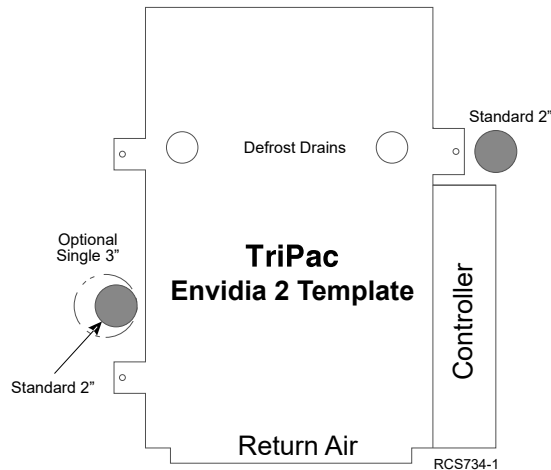 Standard 2"
Defrost Drains
Optional
Single 3"
TriPac
Envidia 2 Template
Controller
Standard 2"
Return Air
RCS734-1